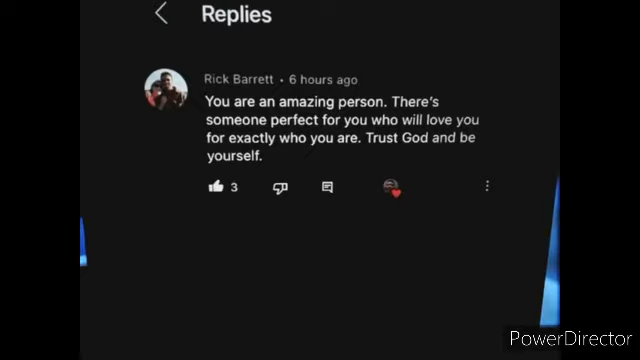 Replies
Rick Barrett • 6 hours ago
You are an amazing person. There's
someone perfect for you who will love you
for exactly who you are. Trust God and be
yourself.
3
PowerDirector